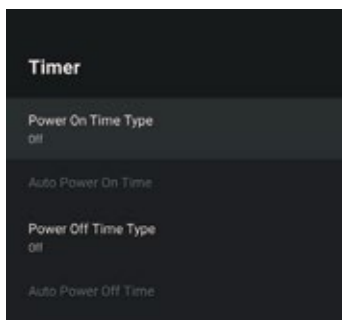 Timer
Power On Time Type
Off
Auto Power On Time
Power Off Time Type
Off
Auto Power Off Time